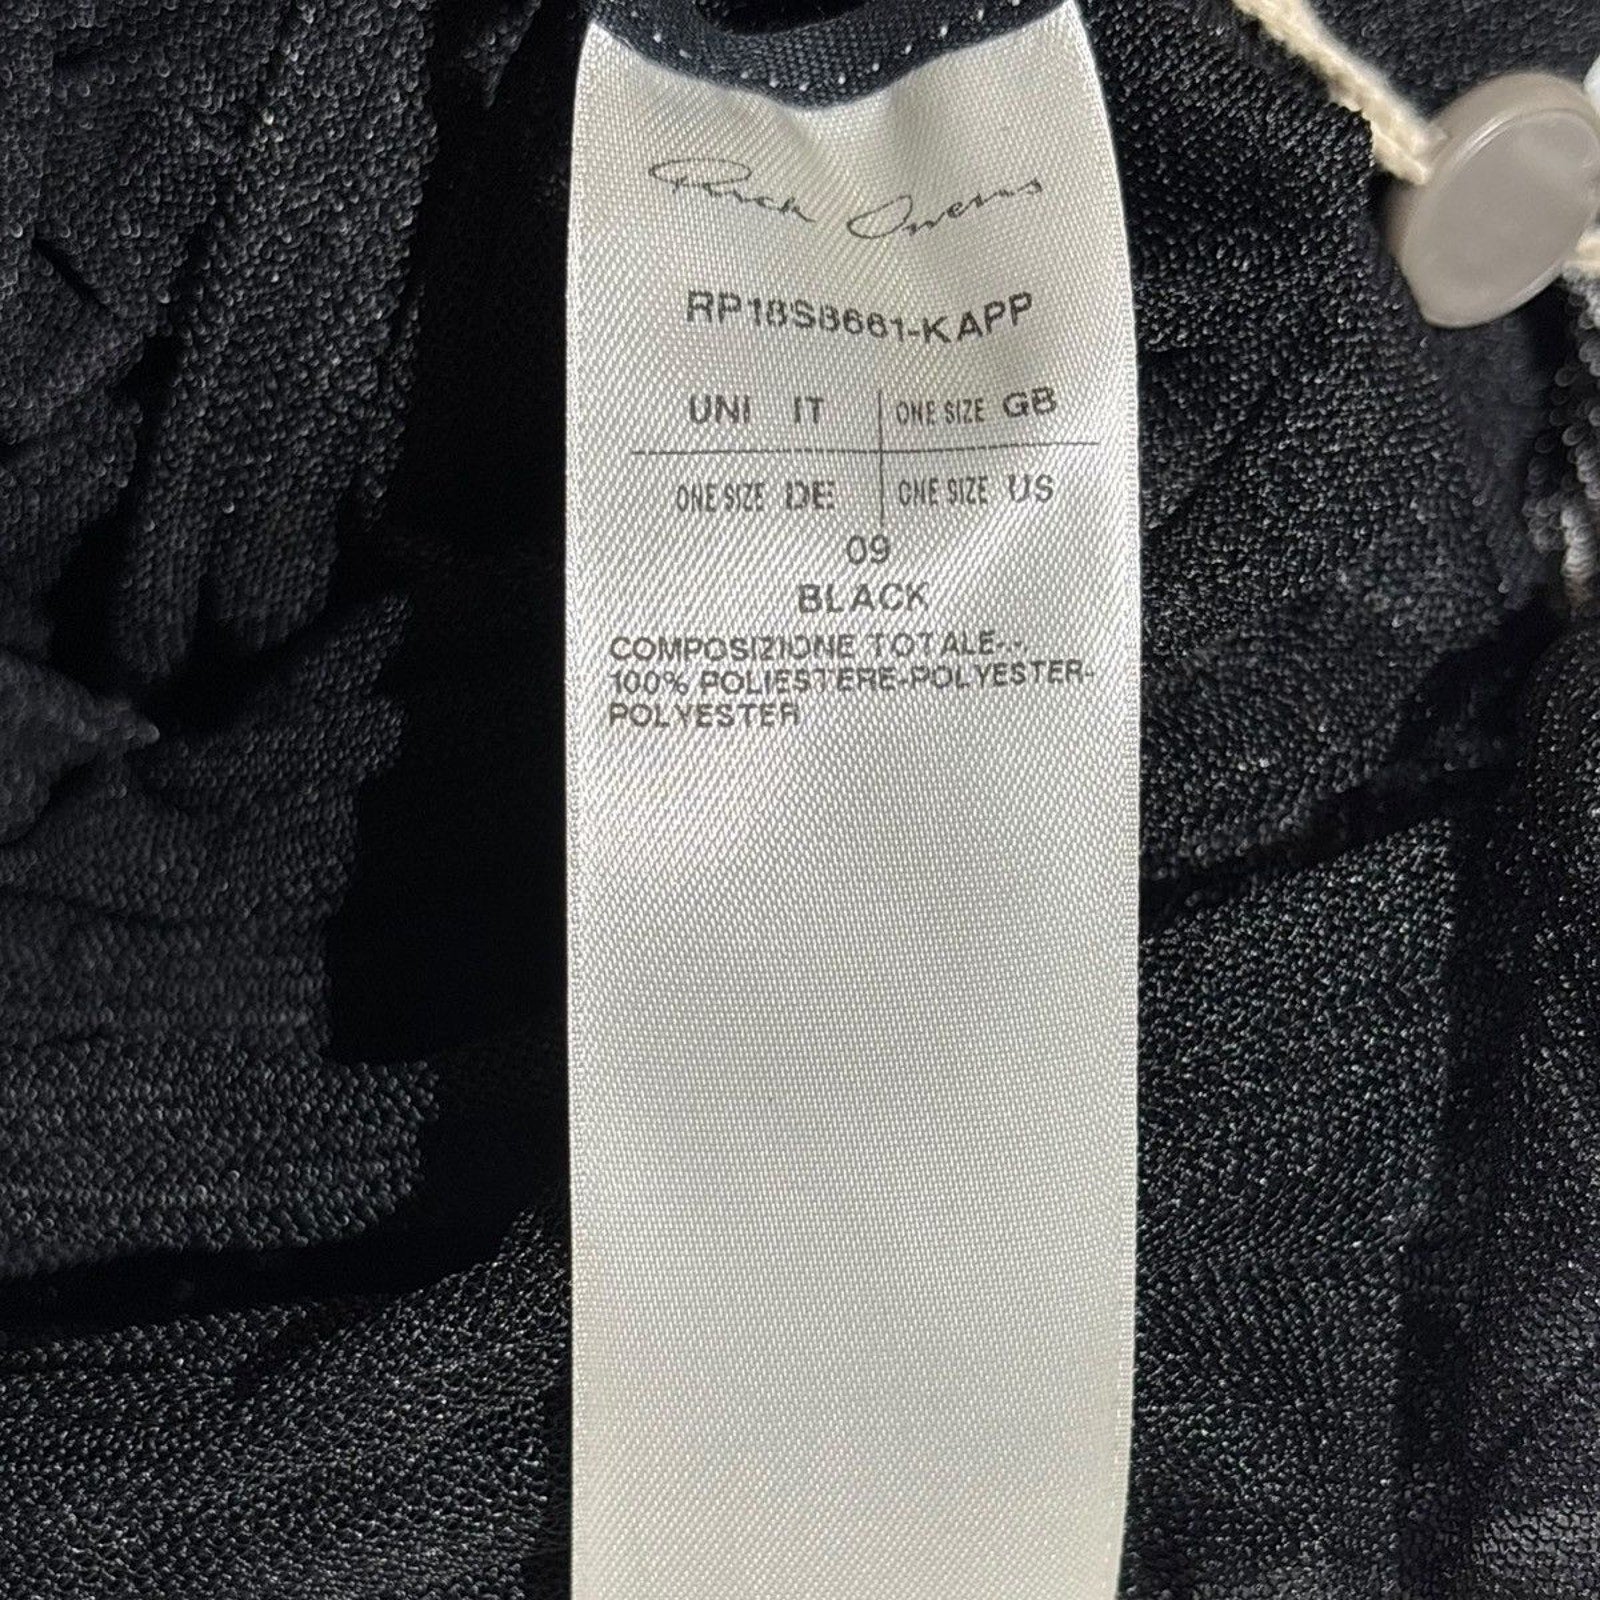 Rick Owens
RP18S8661-KAPP
UNI IT ONE SIZE GB
ONE SIZE DE ONE SIZE US
09
BLACK
COMPOSIZIONE TOTALE--.
100% POLIESTERE-POLYESTER-
POLYESTER